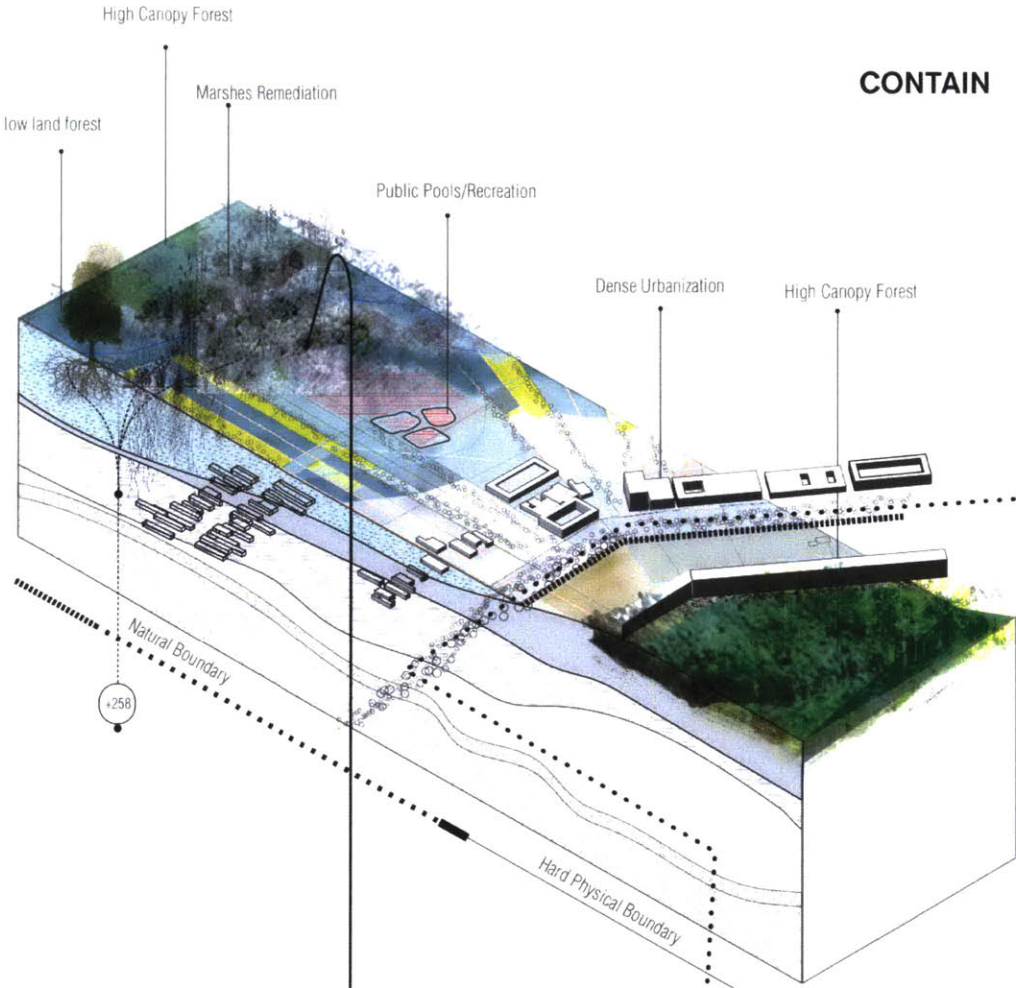 High Canopy Forest
CONTAIN
Marshes Remediation
low land forest
Public Pools/Recreation
Dense Urbanization
High Canopy Forest
Natural Boundary
+258
Hard Physical Boundary